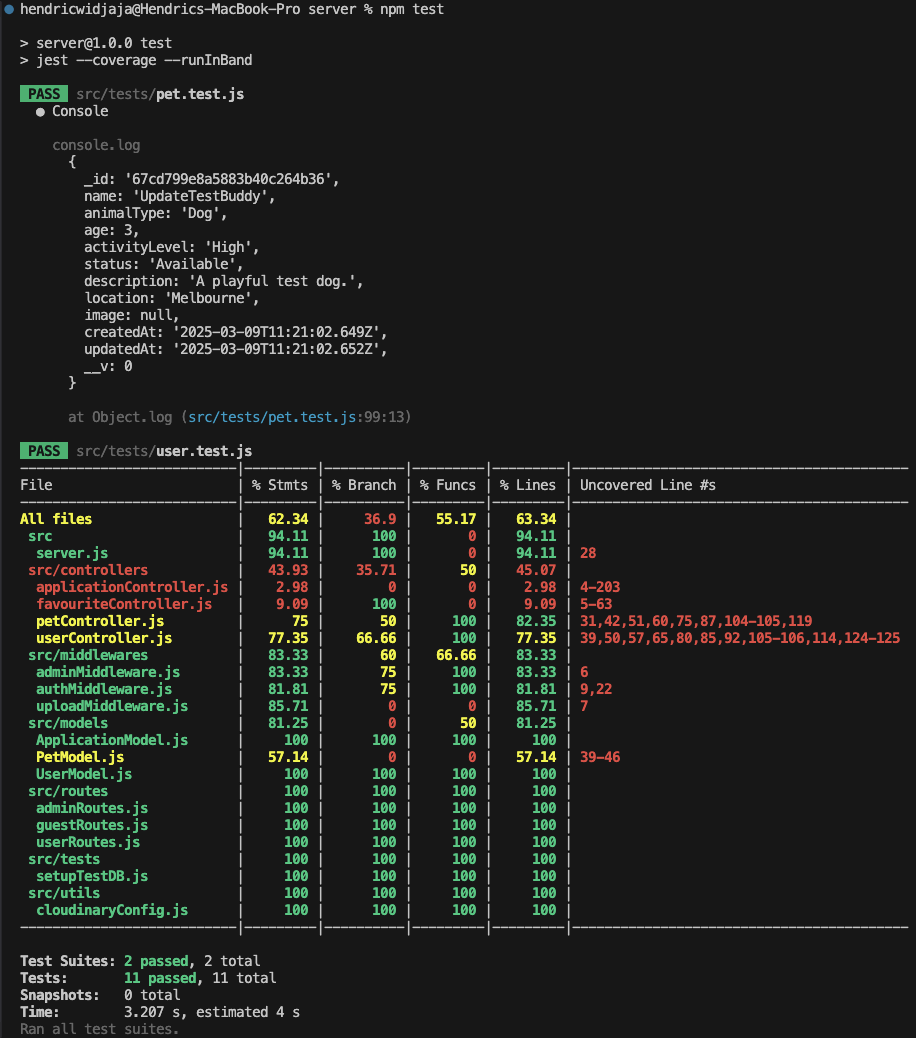 hendricwidjaja@Hendrics-MacBook-Pro server % npm test
> server@1.0.0 test
> jest --coverage --runInBand
PASS src/tests/pet.test.js
● Console
console.log
{
_id: '67cd799e8a5883b40c264b36',
name: 'UpdateTestBuddy',
animalType: 'Dog',
age: 3,
activityLevel: 'High',
status: 'Available',
description: 'A playful test dog.',
location: 'Melbourne',
image: null,
createdAt: '2025-03-09T11:21:02.649Z',
updatedAt: '2025-03-09T11:21:02.652Z',
__v: 0
}
at Object.log (src/tests/pet.test.js:99:13)
PASS src/tests/user.test.js
File | % Stmts | % Branch | % Funcs | % Lines | Uncovered Line #s
All files | 62.34 | 36.9 | 55.17 | 63.34 |
src | 94.11 | 100 | 0 | 94.11 |
server.js | 94.11 | 100 | 0 | 94.11 | 28
src/controllers | 43.93 | 35.71 | 50 | 45.07 |
applicationController.js | 2.98 | 0 | 0 | 2.98 | 4-203
favouriteController.js | 9.09 | 100 | 0 | 9.09 | 5-63
petController.js | 75 | 50 | 100 | 82.35 | 31,42,51,60,75,87,104-105,119
userController.js | 77.35 | 66.66 | 100 | 77.35 | 39,50,57,65,80,85,92,105-106,114,124-125
src/middlewares | 83.33 | 60 | 66.66 | 83.33 |
adminMiddleware.js | 83.33 | 75 | 100 | 83.33 | 6
authMiddleware.js | 81.81 | 75 | 100 | 81.81 | 9,22
uploadMiddleware.js | 85.71 | 0 | 0 | 85.71 | 7
src/models | 81.25 | 0 | 50 | 81.25 |
ApplicationModel.js | 100 | 100 | 100 | 100 |
PetModel.js | 57.14 | 0 | 0 | 57.14 | 39-46
UserModel.js | 100 | 100 | 100 | 100 |
src/routes | 100 | 100 | 100 | 100 |
adminRoutes.js | 100 | 100 | 100 | 100 |
guestRoutes.js | 100 | 100 | 100 | 100 |
userRoutes.js | 100 | 100 | 100 | 100 |
src/tests | 100 | 100 | 100 | 100 |
setupTestDB.js | 100 | 100 | 100 | 100 |
src/utils | 100 | 100 | 100 | 100 |
cloudinaryConfig.js | 100 | 100 | 100 | 100 |
Test Suites: 2 passed, 2 total
Tests: 11 passed, 11 total
Snapshots: 0 total
Time: 3.207 s, estimated 4 s
Ran all test suites.